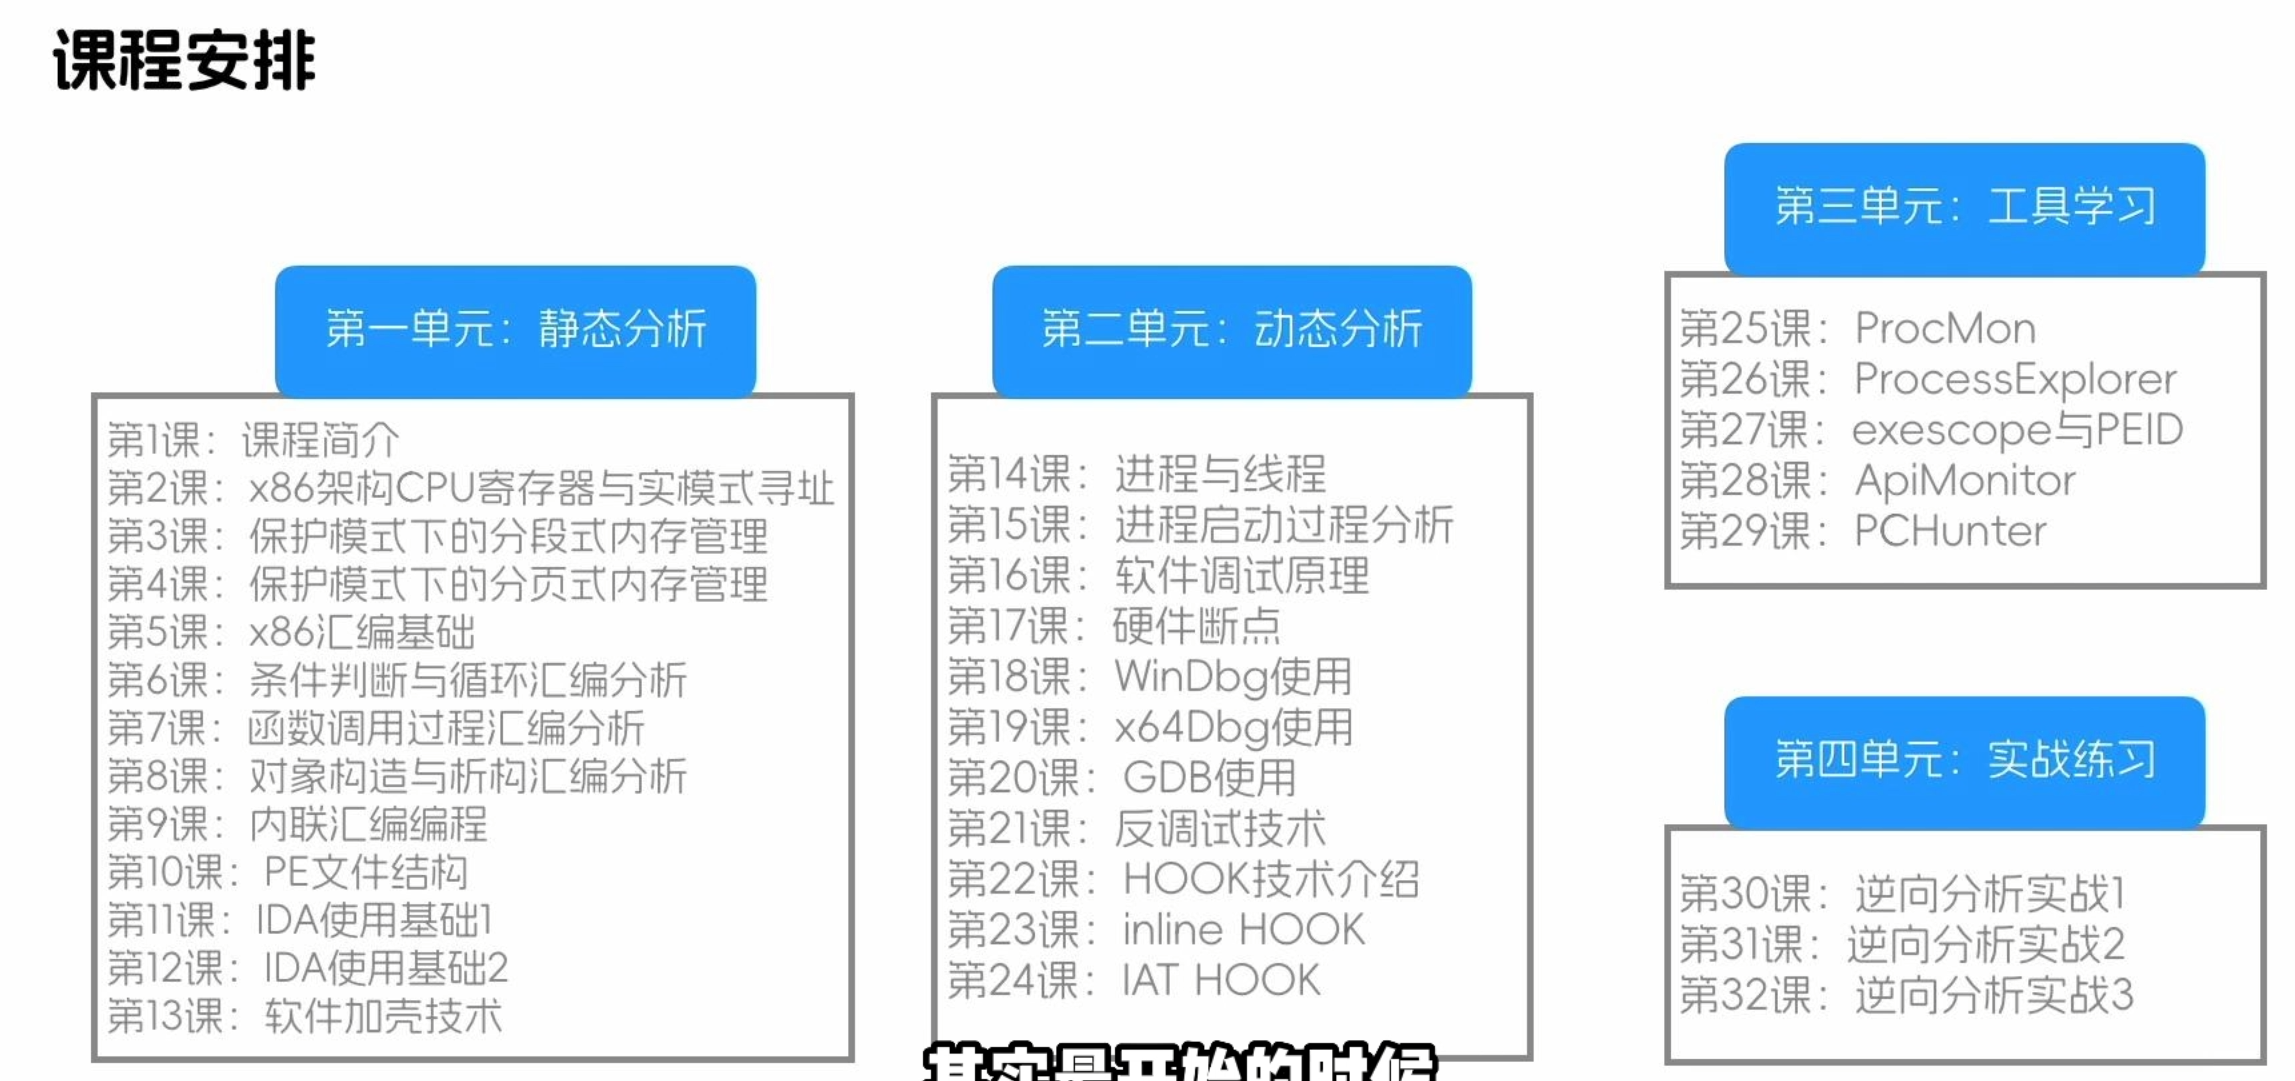 课程安排
第一单元：静态分析
第1课：课程简介
第2课：x86架构CPU寄存器与实模式寻址
第3课：保护模式下的分段式内存管理
第4课：保护模式下的分页式内存管理
第5课：x86汇编基础
第6课：条件判断与循环汇编分析
第7课：函数调用过程汇编分析
第8课：对象构造与析构汇编分析
第9课：内联汇编编程
第10课：PE文件结构
第11课：IDA使用基础1
第12课：IDA使用基础2
第13课：软件加壳技术
第二单元：动态分析
第14课：进程与线程
第15课：进程启动过程分析
第16课：软件调试原理
第17课：硬件断点
第18课：WinDbg使用
第19课：x64Dbg使用
第20课：GDB使用
第21课：反调试技术
第22课：HOOK技术介绍
第23课：inline HOOK
第24课：IAT HOOK
第三单元：工具学习
第25课：ProcMon
第26课：ProcessExplorer
第27课：exescope与PEID
第28课：ApiMonitor
第29课：PCHunter
第四单元：实战练习
第30课：逆向分析实战1
第31课：逆向分析实战2
第32课：逆向分析实战3
其实是开始的时候